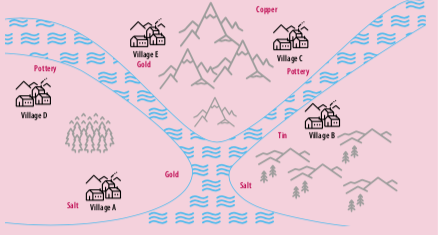 Copper
Village E
Gold
Village C
Pottery
Pottery
Village D
Tin
Village B
Gold
Salt
Salt
Village A